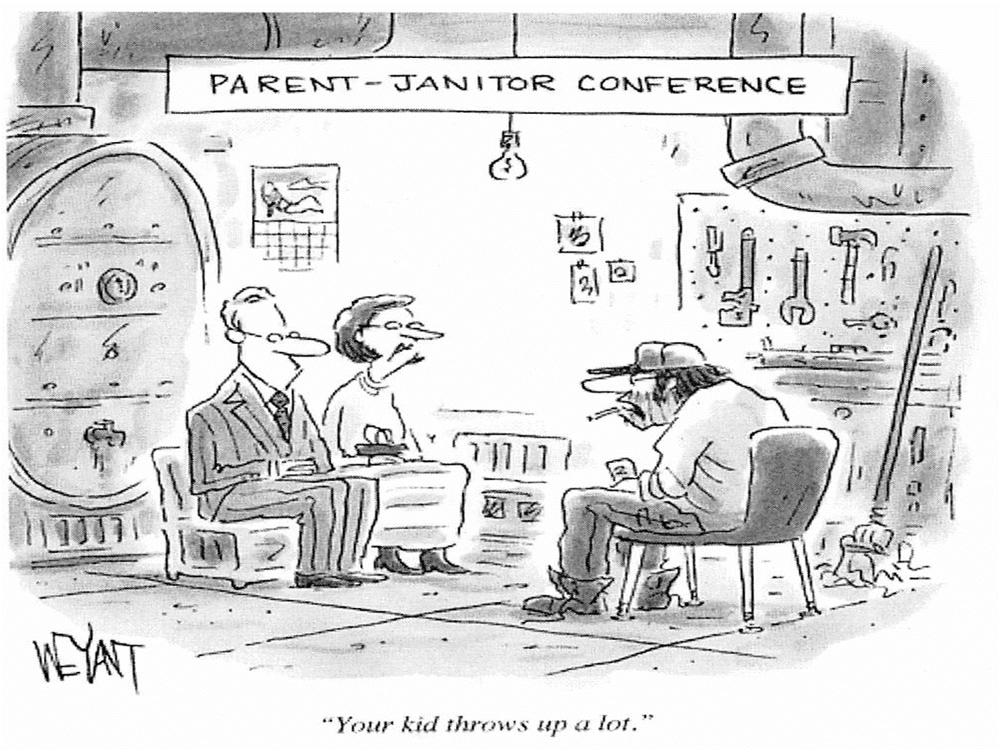 PARENT-JANITOR CONFERENCE
WEYANT
“Your kid throws up a lot.”